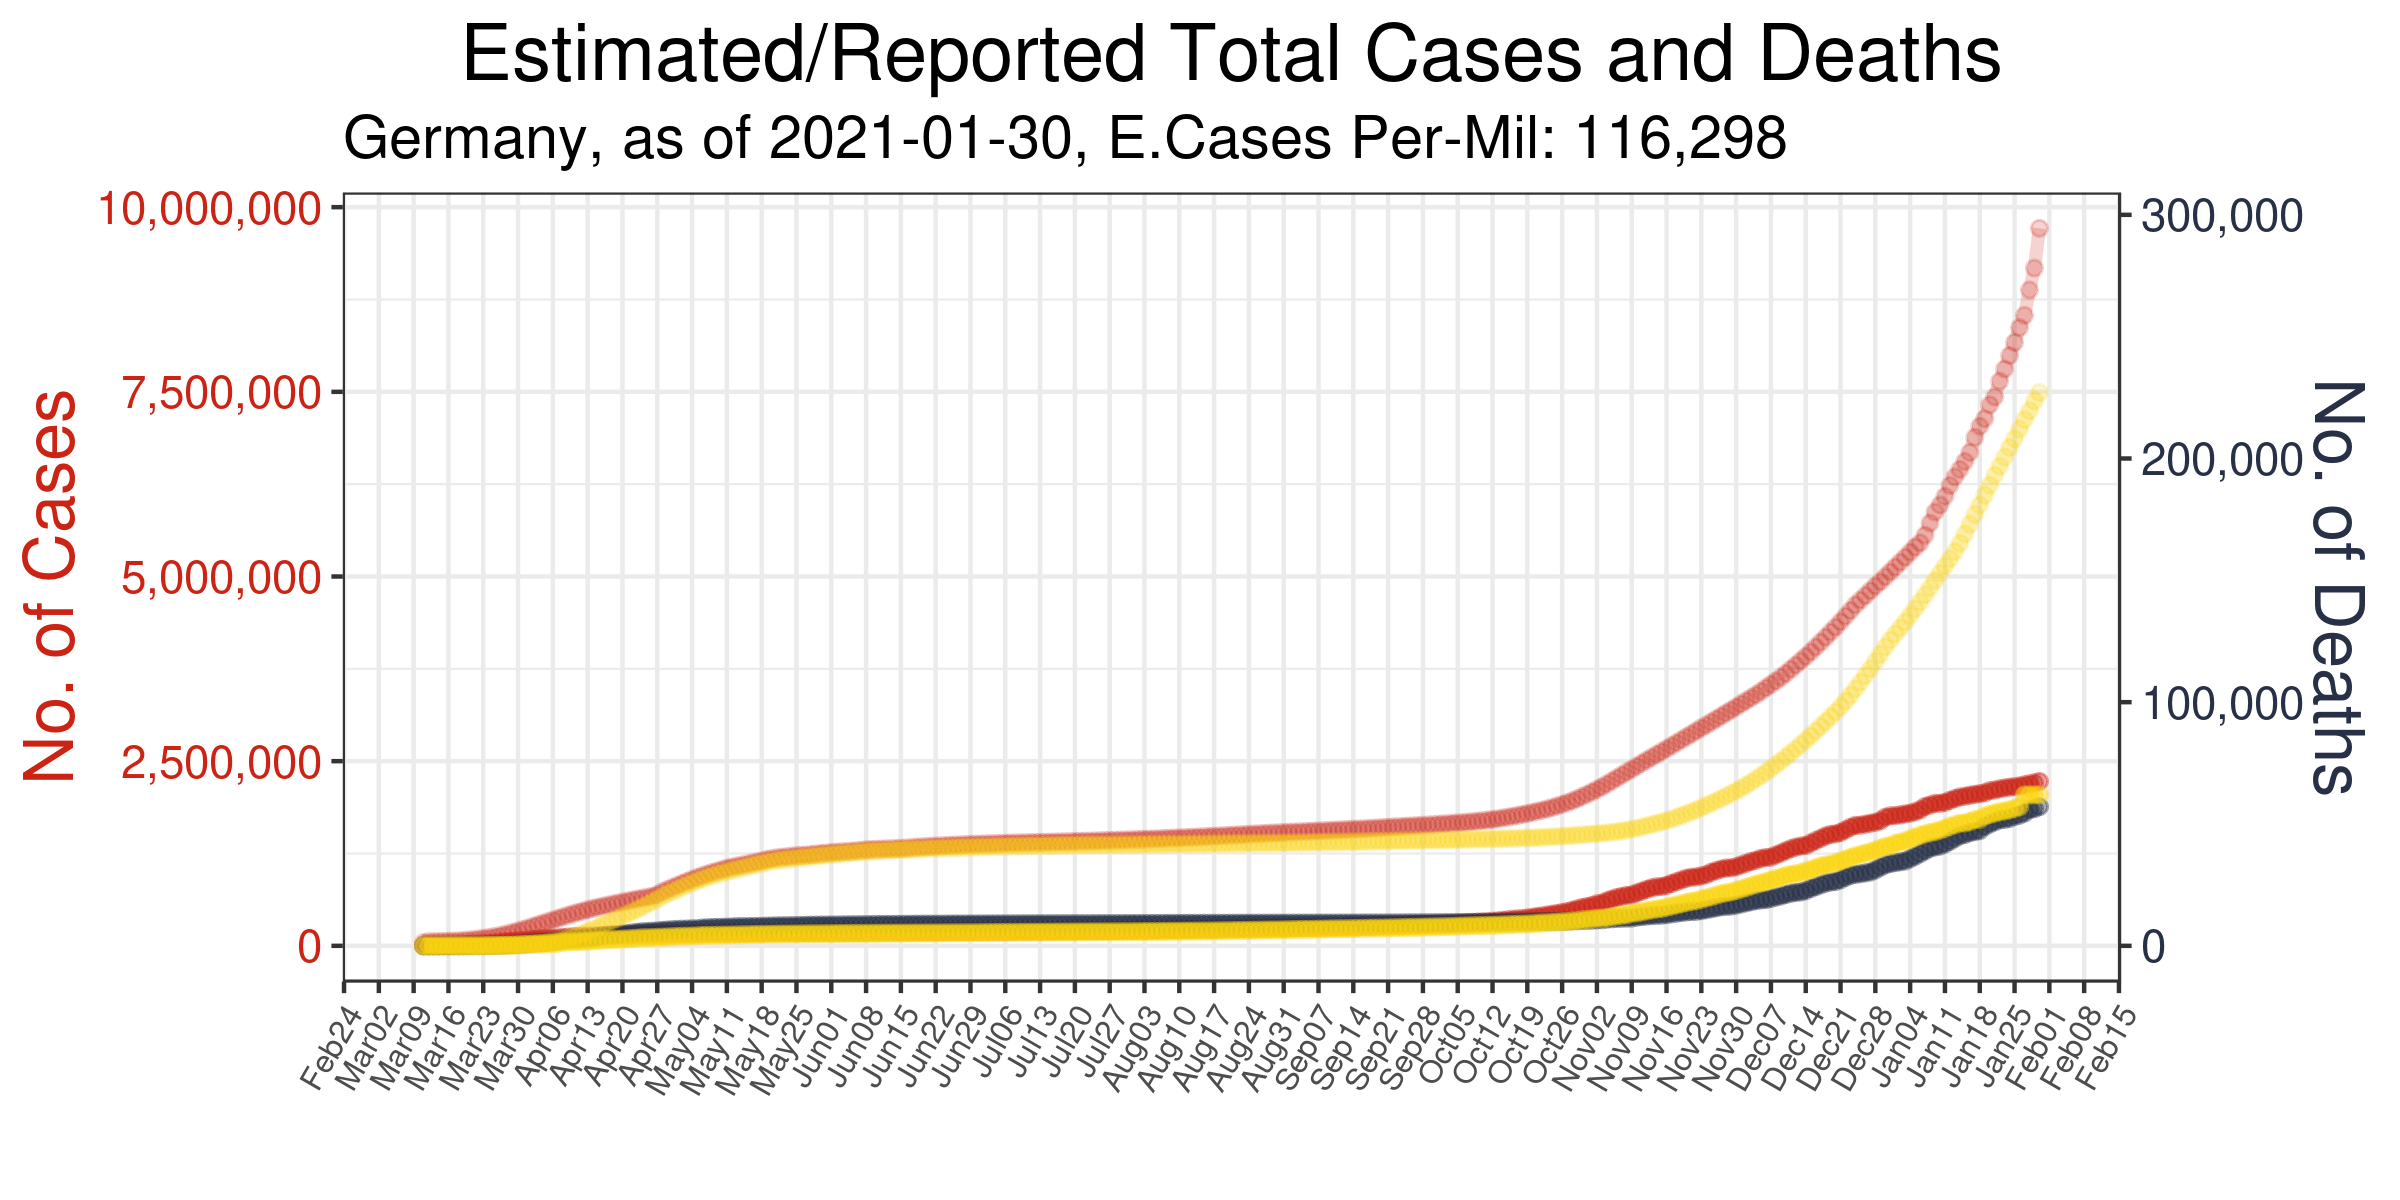 Estimated/Reported Total Cases and Deaths
Germany, as of 2021-01-30, E.Cases Per-Mil: 116,298
No. of Cases
10,000,000
7,500,000
5,000,000
2,500,000
0
300,000
200,000
100,000
0
No. of Deaths
Feb24
Mar02
Mar09
Mar16
Mar23
Mar30
Apr06
Apr13
Apr20
Apr27
May04
May11
May18
May25
Jun01
Jun08
Jun15
Jun22
Jun29
Jul06
Jul13
Jul20
Jul27
Aug03
Aug10
Aug17
Aug24
Aug31
Sep07
Sep14
Sep21
Sep28
Oct05
Oct12
Oct19
Oct26
Nov02
Nov09
Nov16
Nov23
Nov30
Dec07
Dec14
Dec21
Dec28
Jan04
Jan11
Jan18
Jan25
Feb01
Feb08
Feb15